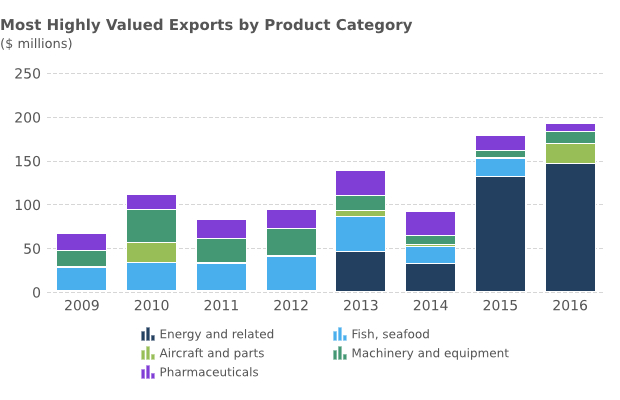 Most Highly Valued Exports by Product Category
($ millions)
250
200
150
100
50
0
2009 2010 2011 2012 2013 2014 2015 2016
Energy and related Fish, seafood
Aircraft and parts Machinery and equipment
Pharmaceuticals